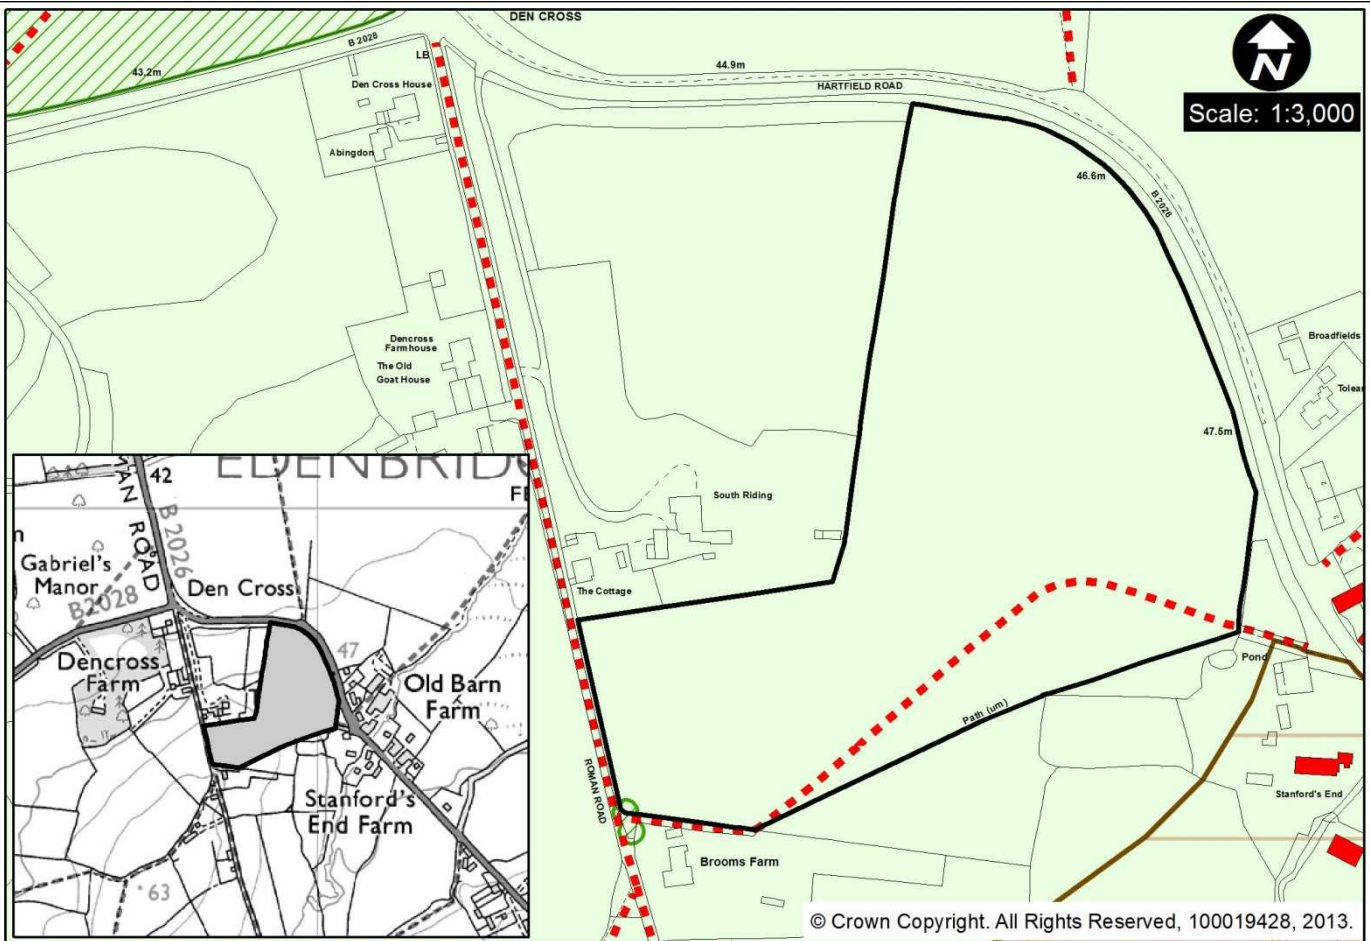 DEN CROSS
B 2028
LB
43.2m
44.9m
Den Cross House
HARTFIELD ROAD
N
Scale: 1:3,000
Abingdon
46.6m
B 2026
Dencross
Farmhouse
The Old
Goat House
Broadfields
47.5m
South Riding
The Cottage
Pond
Path (um)
ROMAN ROAD
Stanford's End
Brooms Farm
42
ROAD
B 2026
Gabriel's
Manor
B2028
Den Cross
47
Dencross
Farm
Old Barn
Farm
Stanford's
End Farm
63
© Crown Copyright. All Rights Reserved, 100019428, 2013.